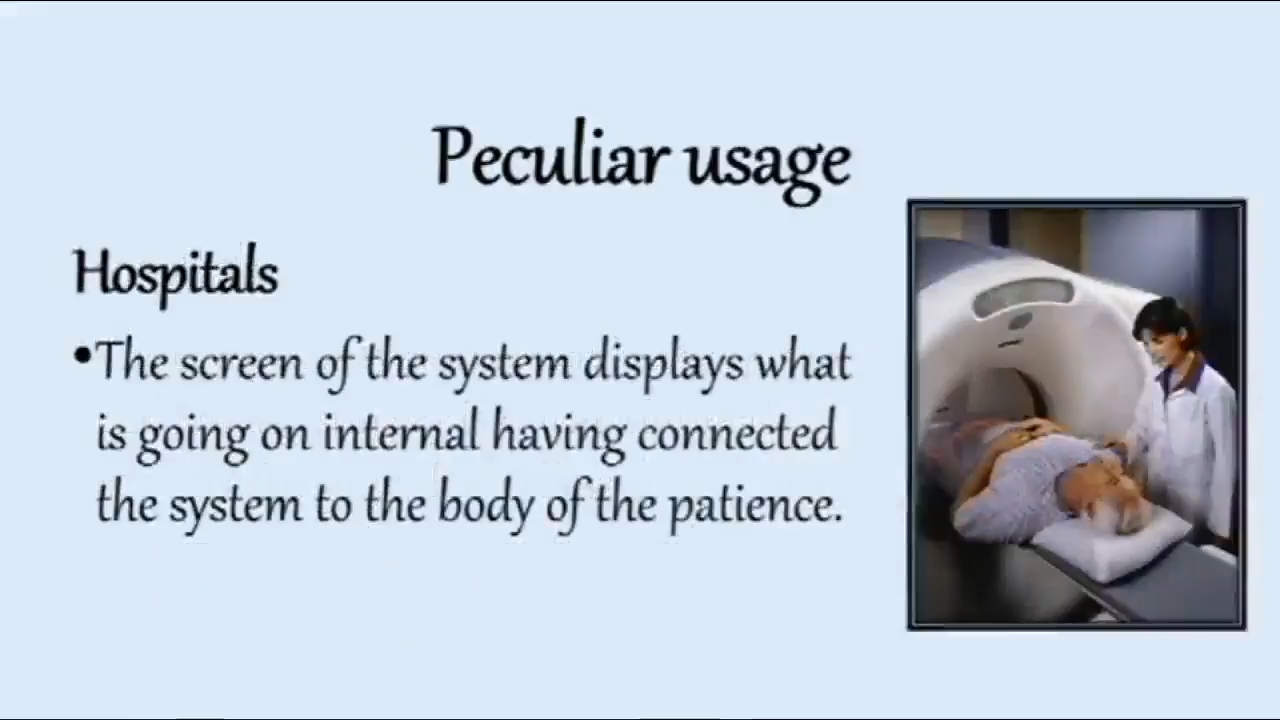 Peculiar usage
Hospitals
•The screen of the system displays what
is going on internal having connected
the system to the body of the patience.